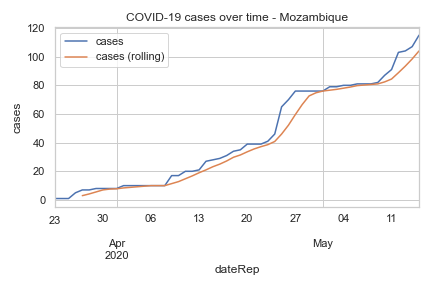 COVID-19 cases over time - Mozambique
120
100
80
60
40
20
0
cases
cases (rolling)
cases
23 30 06 13 20 27 04 11
Apr May
2020
dateRep